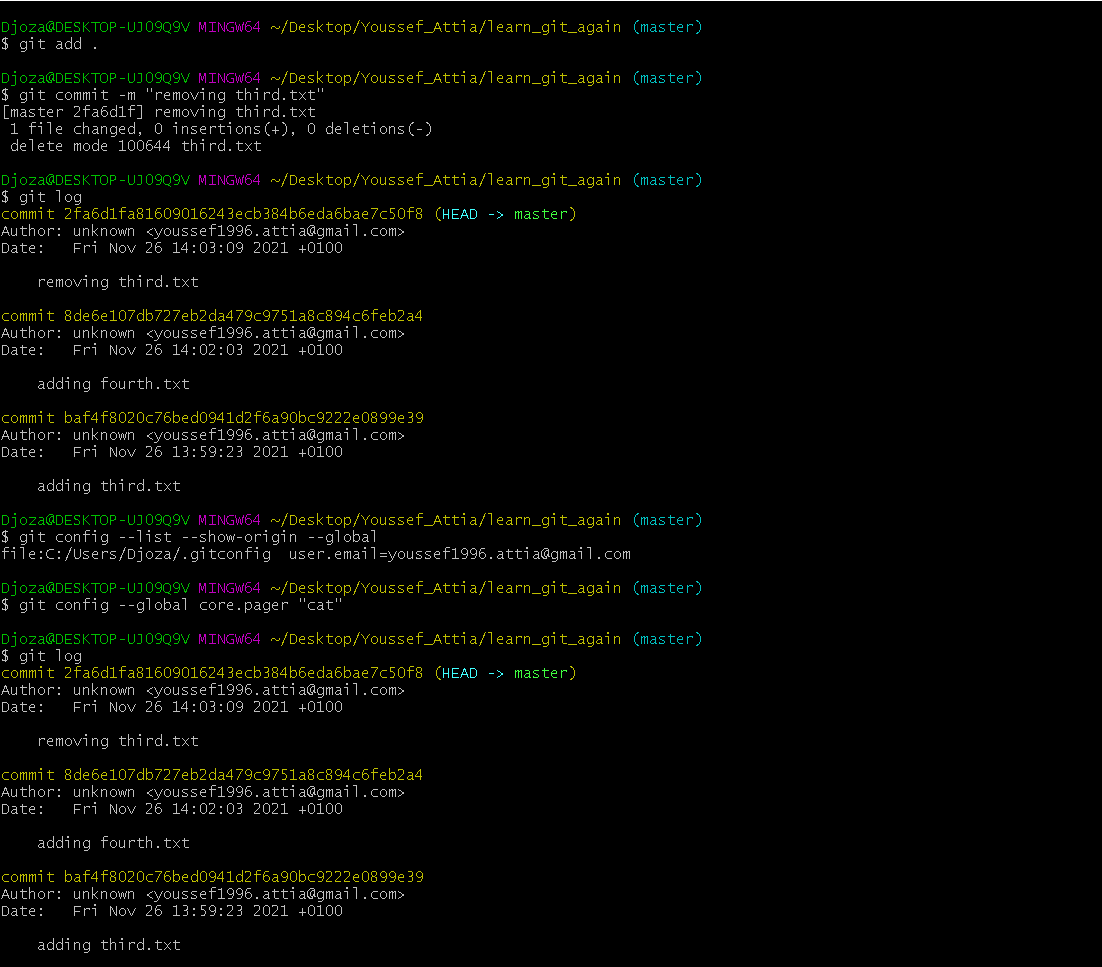 Djoza@DESKTOP-UJO9Q9V MINGW64 ~/Desktop/Youssef_Attia/learn_git_again (master)
$ git add .
Djoza@DESKTOP-UJO9Q9V MINGW64 ~/Desktop/Youssef_Attia/learn_git_again (master)
$ git commit -m "removing third.txt"
[master 2fa6d1f] removing third.txt
 1 file changed, 0 insertions(+), 0 deletions(-)
 delete mode 100644 third.txt
Djoza@DESKTOP-UJO9Q9V MINGW64 ~/Desktop/Youssef_Attia/learn_git_again (master)
$ git log
commit 2fa6d1fa81609016243ecb384b6eda6bae7c50f8 (HEAD -> master)
Author: unknown <youssef1996.attia@gmail.com>
Date:   Fri Nov 26 14:03:09 2021 +0100
    removing third.txt
commit 8de6e107db727eb2da479c9751a8c894c6feb2a4
Author: unknown <youssef1996.attia@gmail.com>
Date:   Fri Nov 26 14:02:03 2021 +0100
    adding fourth.txt
commit baf4f8020c76bed0941d2f6a90bc9222e0899e39
Author: unknown <youssef1996.attia@gmail.com>
Date:   Fri Nov 26 13:59:23 2021 +0100
    adding third.txt
Djoza@DESKTOP-UJO9Q9V MINGW64 ~/Desktop/Youssef_Attia/learn_git_again (master)
$ git config --list --show-origin --global
file:C:/Users/Djoza/.gitconfig  user.email=youssef1996.attia@gmail.com
Djoza@DESKTOP-UJO9Q9V MINGW64 ~/Desktop/Youssef_Attia/learn_git_again (master)
$ git config --global core.pager "cat"
Djoza@DESKTOP-UJO9Q9V MINGW64 ~/Desktop/Youssef_Attia/learn_git_again (master)
$ git log
commit 2fa6d1fa81609016243ecb384b6eda6bae7c50f8 (HEAD -> master)
Author: unknown <youssef1996.attia@gmail.com>
Date:   Fri Nov 26 14:03:09 2021 +0100
    removing third.txt
commit 8de6e107db727eb2da479c9751a8c894c6feb2a4
Author: unknown <youssef1996.attia@gmail.com>
Date:   Fri Nov 26 14:02:03 2021 +0100
    adding fourth.txt
commit baf4f8020c76bed0941d2f6a90bc9222e0899e39
Author: unknown <youssef1996.attia@gmail.com>
Date:   Fri Nov 26 13:59:23 2021 +0100
    adding third.txt